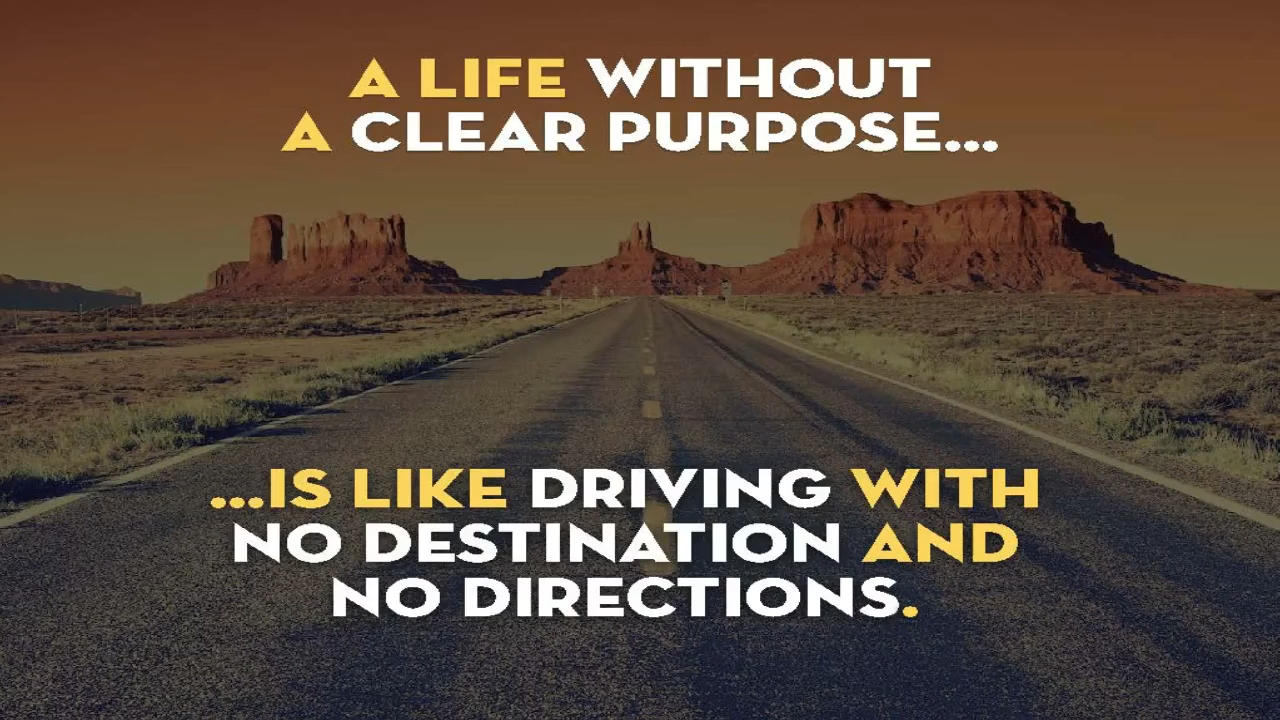 A LIFE WITHOUT
A CLEAR PURPOSE...
...IS LIKE DRIVING WITH
NO DESTINATION AND
NO DIRECTIONS.